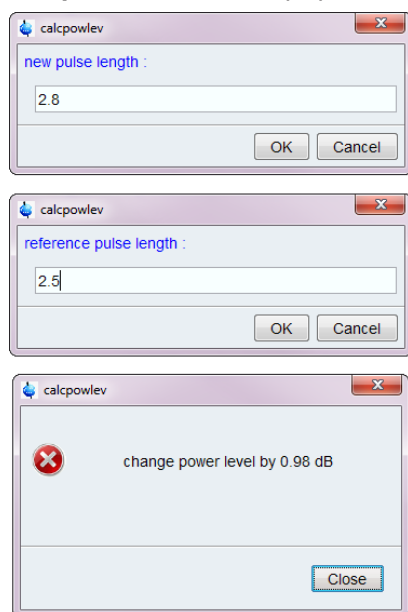 calcpowlev
new pulse length :
2.8
OK Cancel
calcpowlev
reference pulse length :
2.5
OK Cancel
calcpowlev
change power level by 0.98 dB
Close